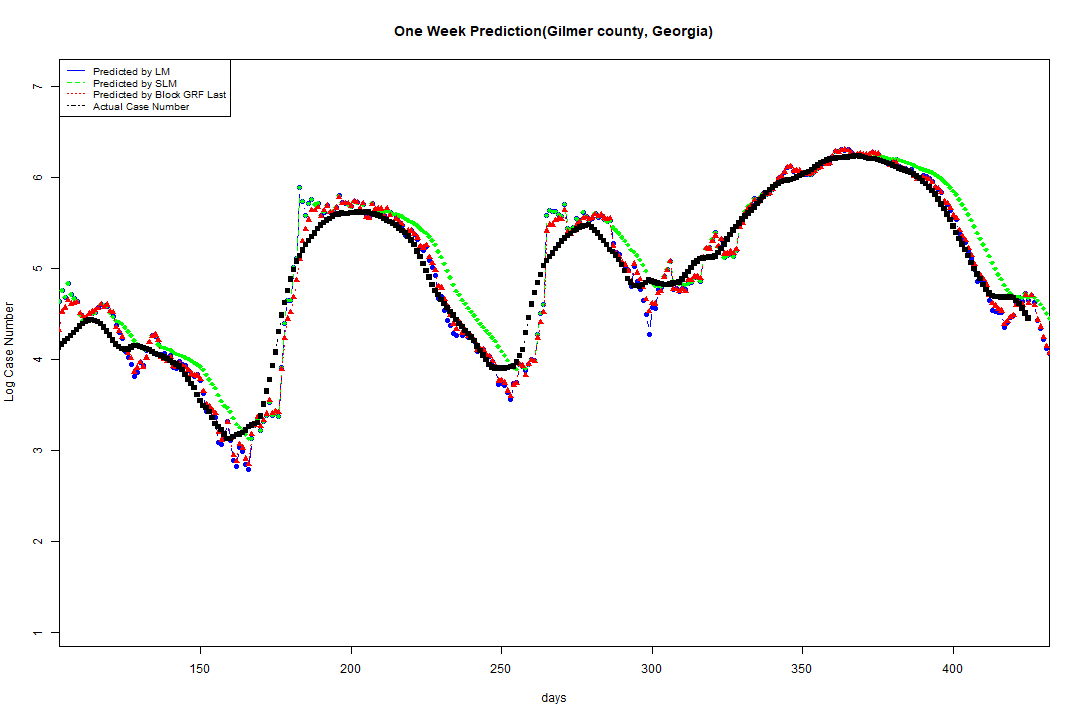 One Week Prediction(Gilmer county, Georgia)
Predicted by LM
Predicted by SLM
Predicted by Block GRF Last
Actual Case Number
7
6
5
4
3
2
1
Log Case Number
150 200 250 300 350 400
days